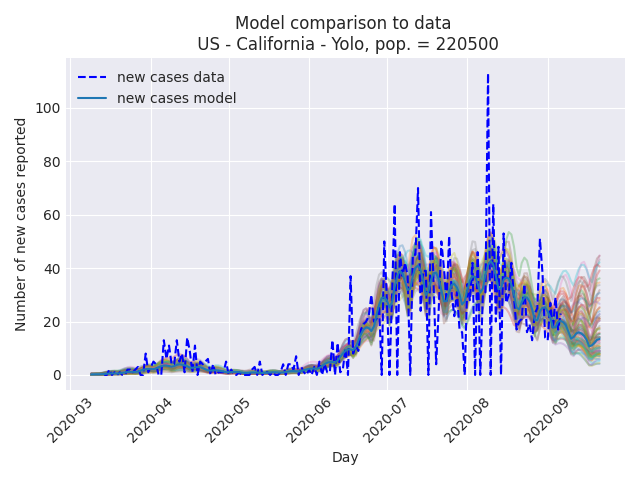 Model comparison to data
US - California - Yolo, pop. = 220500
new cases data
new cases model
Number of new cases reported
100
80
60
40
20
0
2020-03
2020-04
2020-05
2020-06
2020-07
2020-08
2020-09
Day